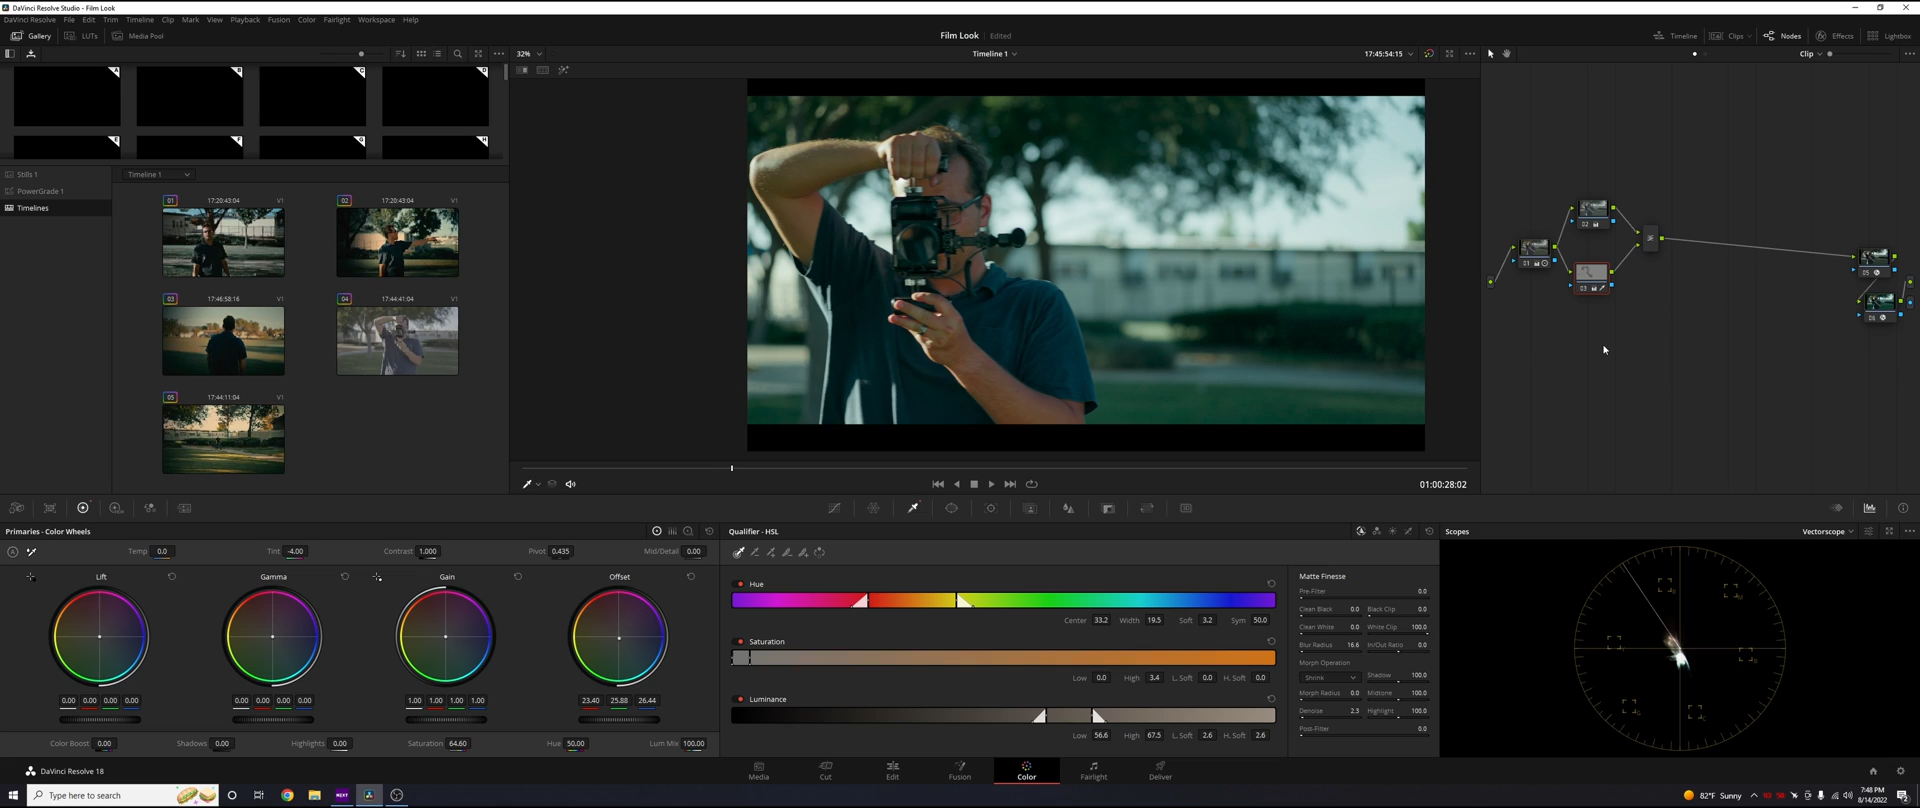 DaVinci Resolve Studio - Film Look
DaVinci Resolve File Edit Trim Timeline Clip Mark View Playback Fusion Color Fairlight Workspace Help
Gallery LUTs Media Pool Film Look Edited Timeline Clips Nodes Effects Lightbox
32% Timeline 1 17:45:54:15 Clip
A
Stills 1 Timeline 1
PowerGrade 1
Timelines
01 17:20:43:04 V1 02 17:20:43:04 V1
03 17:46:58:16 V1 04 17:44:41:04 V1
05 17:44:11:04 V1
02
01
03
05
01:00:28:02
Primaries - Color Wheels Qualifier - HSL Scopes Vectorscope
Temp 0.0 Tint -4.00 Contrast 1.000 Pivot 0.435 Mid/Detail 0.00
Lift Gamma Gain Offset
0.00 0.00 0.00 0.00 0.00 0.00 0.00 0.00 1.00 1.00 1.00 1.00 23.40 25.88 26.44
Color Boost 0.00 Shadows 0.00 Highlights 0.00 Saturation 64.60 Hue 50.00 Lum Mix 100.00
Hue
Center 33.2 Width 19.5 Soft 3.2 Sym 50.0
Saturation
Low 0.0 High 3.4 L. Soft 0.0 H. Soft 0.0
Luminance
Low 56.6 High 67.5 L. Soft 2.6 H. Soft 2.6
Matte Finesse
Pre-Filter 0.0
Clean Black 0.0 Black Clip 0.0
Clean White 0.0 White Clip 100.0
Blur Radius 16.6 In/Out Ratio 0.0
Morph Operation
Shrink Shadow 100.0
Morph Radius 0.0 Midtone 100.0
Denoise 2.3 Highlight 100.0
Post-Filter 0.0
DaVinci Resolve 18 Media Cut Edit Fusion Color Fairlight Deliver
Type here to search NEXT 82°F Sunny 7:48 PM
8/14/2022